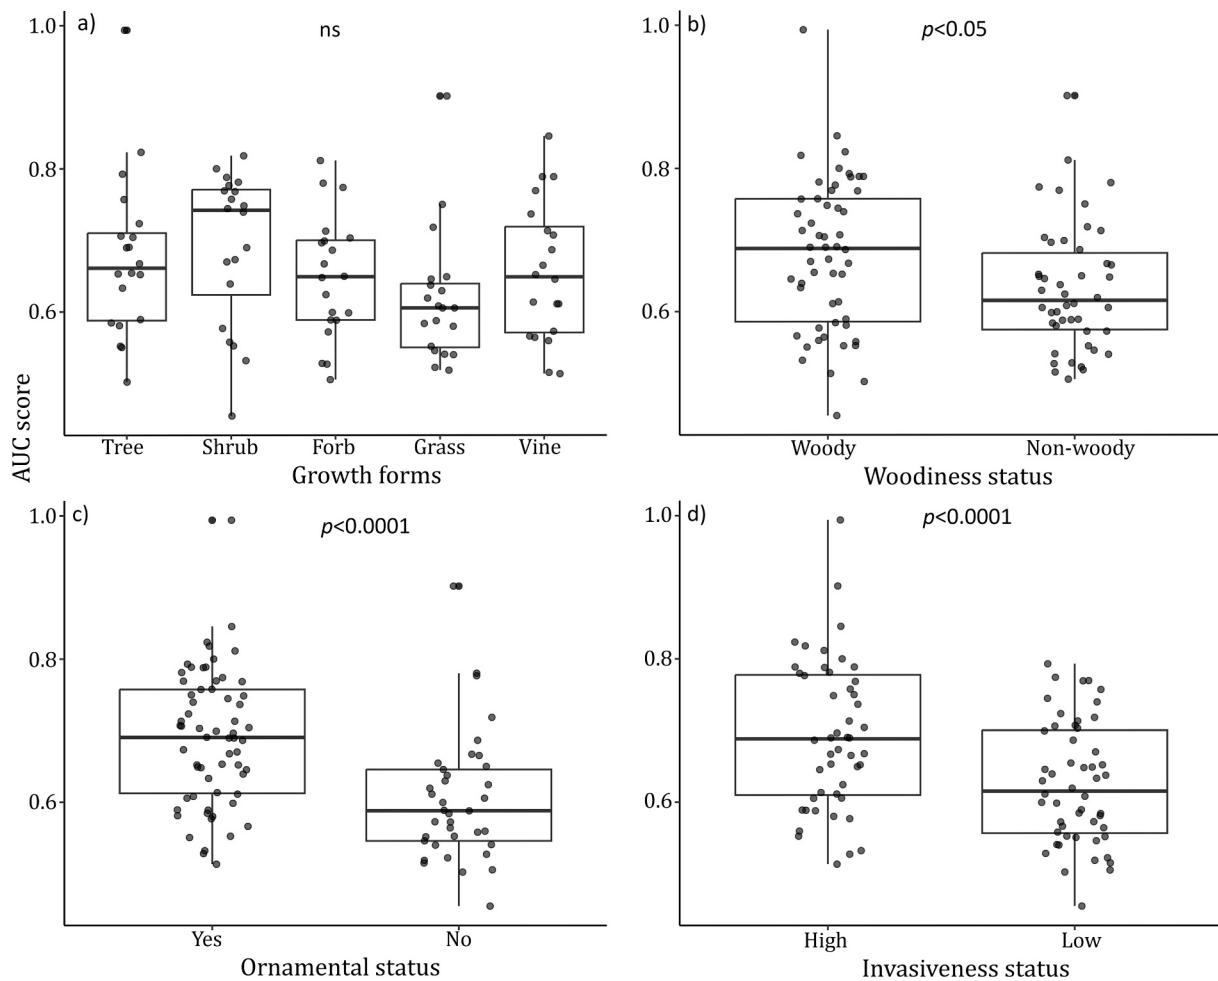 a)
ns
1.0
0.8
0.6
AUC score
Tree Shrub Forb Grass Vine
Growth forms
b)
p<0.05
1.0
0.8
0.6
Woody Non-woody
Woodiness status
c)
p<0.0001
1.0
0.8
0.6
Yes No
Ornamental status
d)
p<0.0001
1.0
0.8
0.6
High Low
Invasiveness status